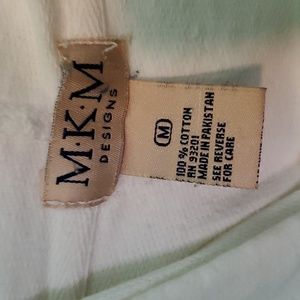 M·K·M
DESIGNS
M
100 % COTTON
RN 93201
MADE IN PAKISTAN
SEE REVERSE
FOR CARE